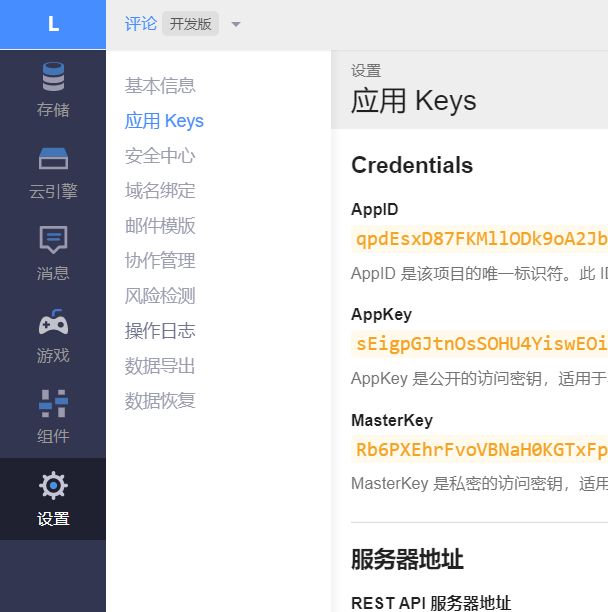 L
评论 开发版
存储
云引擎
消息
游戏
组件
设置
基本信息
应用 Keys
安全中心
域名绑定
邮件模版
协作管理
风险检测
操作日志
数据导出
数据恢复
设置
应用 Keys
Credentials
AppID
qpdEsxD87FKMllODk9oA2Jb
AppID 是该项目的唯一标识符。此 ID
AppKey
sEigpGJtnOsSOHU4YiswEOi
AppKey 是公开的访问密钥，适用于
MasterKey
Rb6PXEhrFvoVBNaH0KGTxFp
MasterKey 是私密的访问密钥，适用
服务器地址
REST API 服务器地址